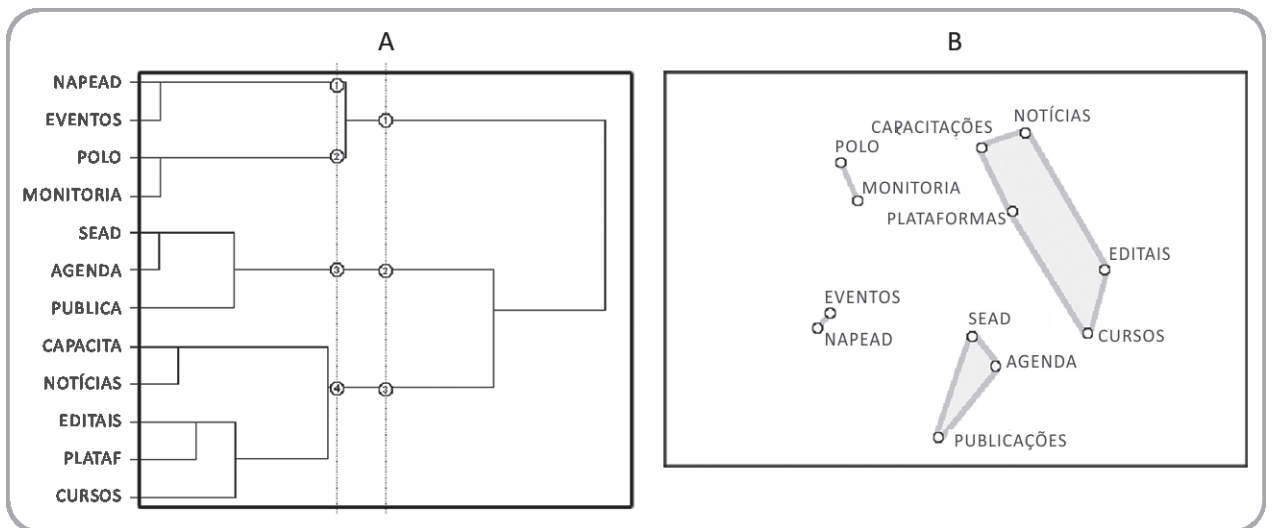 A
NAPEAD
EVENTOS
POLO
MONITORIA
SEAD
AGENDA
PUBLICA
CAPACITA
NOTÍCIAS
EDITAIS
PLATAF
CURSOS
1
1
2
3
2
4
3
B
NOTÍCIAS
CAPACITAÇÕES
POLO
MONITORIA
PLATAFORMAS
EDITAIS
EVENTOS
NAPEAD
SEAD
CURSOS
AGENDA
PUBLICAÇÕES